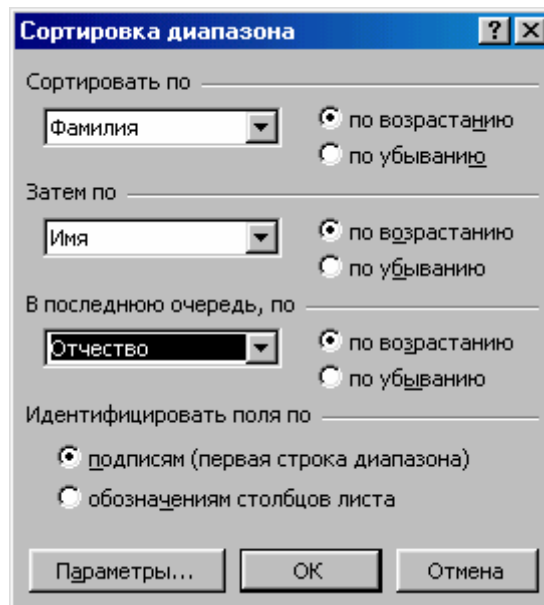 Сортировка диапазона
Сортировать по
Фамилия
по возрастанию
по убыванию
Затем по
Имя
по возрастанию
по убыванию
В последнюю очередь, по
Отчество
по возрастанию
по убыванию
Идентифицировать поля по
подписям (первая строка диапазона)
обозначениям столбцов листа
Параметры... ОК Отмена